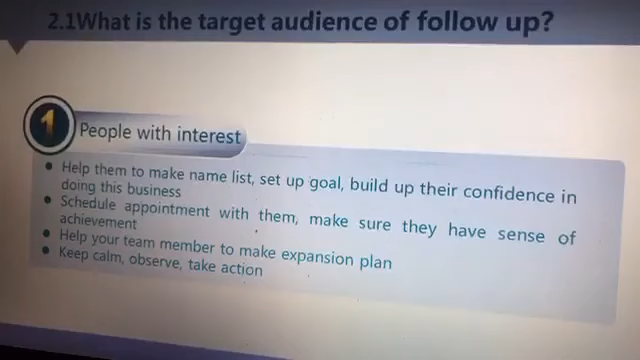 2.1What is the target audience of follow up?
1
People with interest
• Help them to make name list, set up goal, build up their confidence in
doing this business
• Schedule appointment with them, make sure they have sense of
achievement
• Help your team member to make expansion plan
• Keep calm, observe, take action